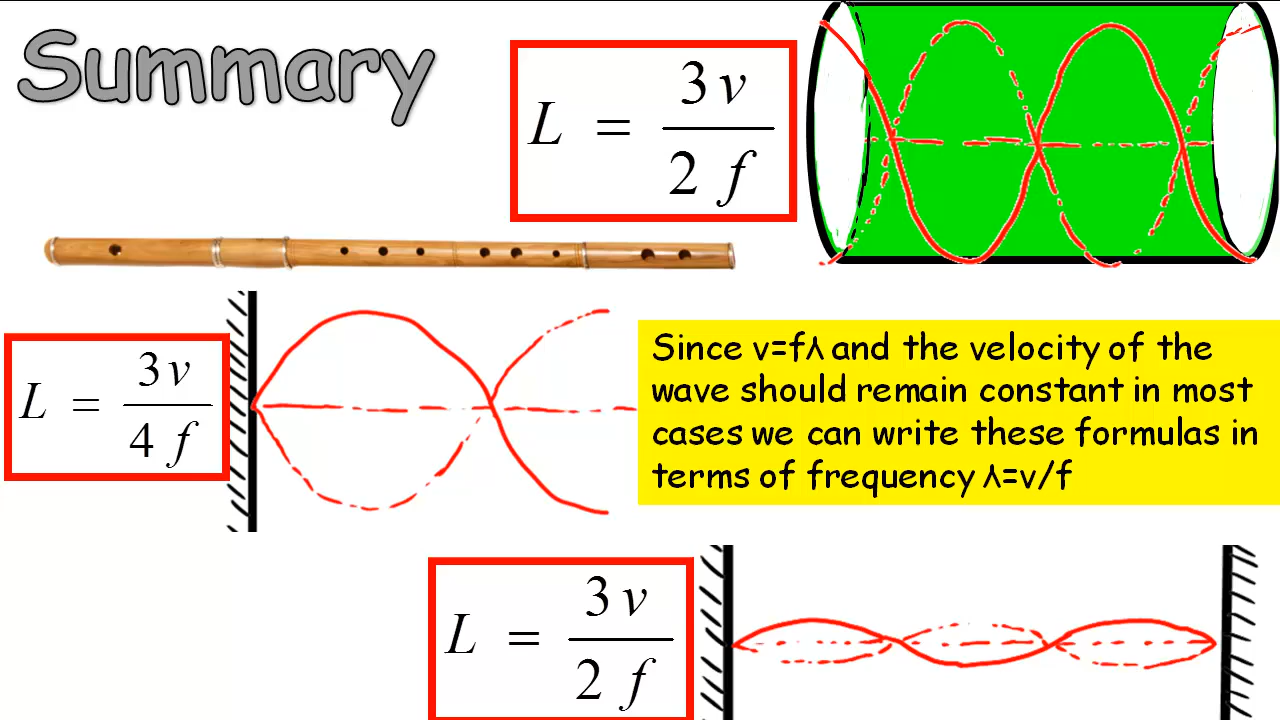 Summary
L = 3v / 2f
L = 3v / 4f
Since v=fλ and the velocity of the
wave should remain constant in most
cases we can write these formulas in
terms of frequency λ=v/f
L = 3v / 2f